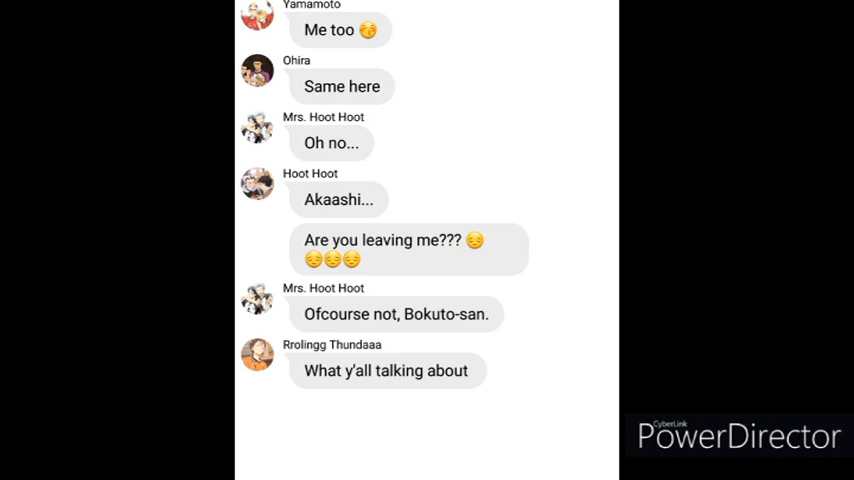 Yamamoto
Me too 😚
Ohira
Same here
Mrs. Hoot Hoot
Oh no...
Hoot Hoot
Akaashi...
Are you leaving me??? 😔
😔😔😔
Mrs. Hoot Hoot
Ofcourse not, Bokuto-san.
Rrolingg Thundaaa
What y'all talking about
CyberLink
PowerDirector